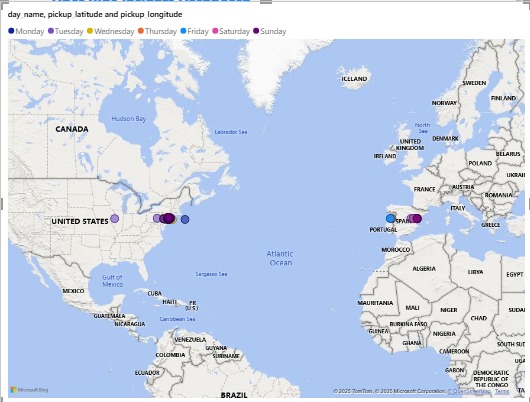 day_name, pickup_latitude and pickup_longitude
Monday Tuesday Wednesday Thursday Friday Saturday Sunday
ICELAND
SWEDEN
FINLAND
NORWAY
Hudson Bay
CANADA
Labrador Sea
North
Sea
DENMARK
UNITED
KINGDOM
IRELAND
BELARUS
POLAND
UKRAI
FRANCE
AUSTRIA
ROMANIA
ITALY
UNITED STATES
SPAIN
PORTUGAL
GREECE
Atlantic
Ocean
MOROCCO
Gulf of
Mexico
Sargasso Sea
ALGERIA
LIBYA
EGYPT
MEXICO
CUBA
HAITI
PR
(U.S.)
MAURITANIA
MALI
NIGER
CHAD
SUDA
GUATEMALA
NICARAGUA
Caribbean Sea
GUINEA
BURKINA FASO
GHANA
NIGERIA
SOUTH SU
VENEZUELA
GUYANA
SURINAME
COLOMBIA
CAMEROON
ECUADOR
GABON
DEMOCRATIC
REPUBLIC OF
THE CONGO
BRAZIL
Microsoft Bing
© 2025 TomTom, © 2025 Microsoft Corporation, © OpenStreetMap Terms